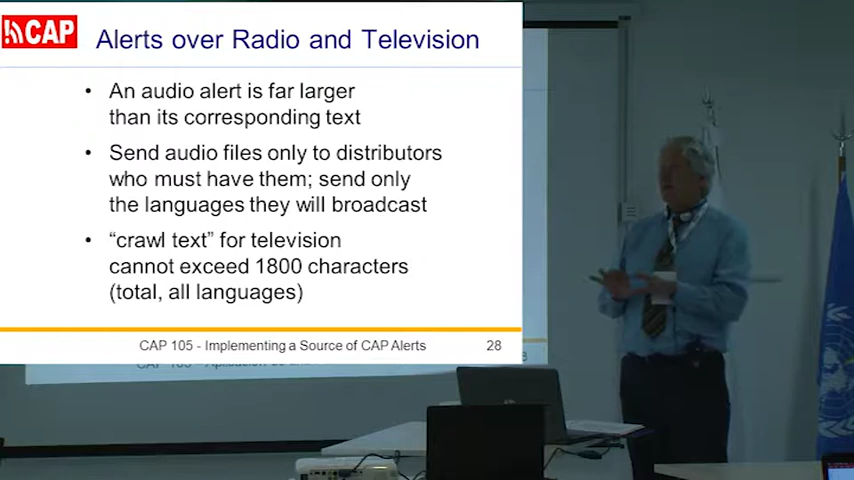 CAP
Alerts over Radio and Television
• An audio alert is far larger
than its corresponding text
• Send audio files only to distributors
who must have them; send only
the languages they will broadcast
• “crawl text” for television
cannot exceed 1800 characters
(total, all languages)
CAP 105 - Implementing a Source of CAP Alerts 28